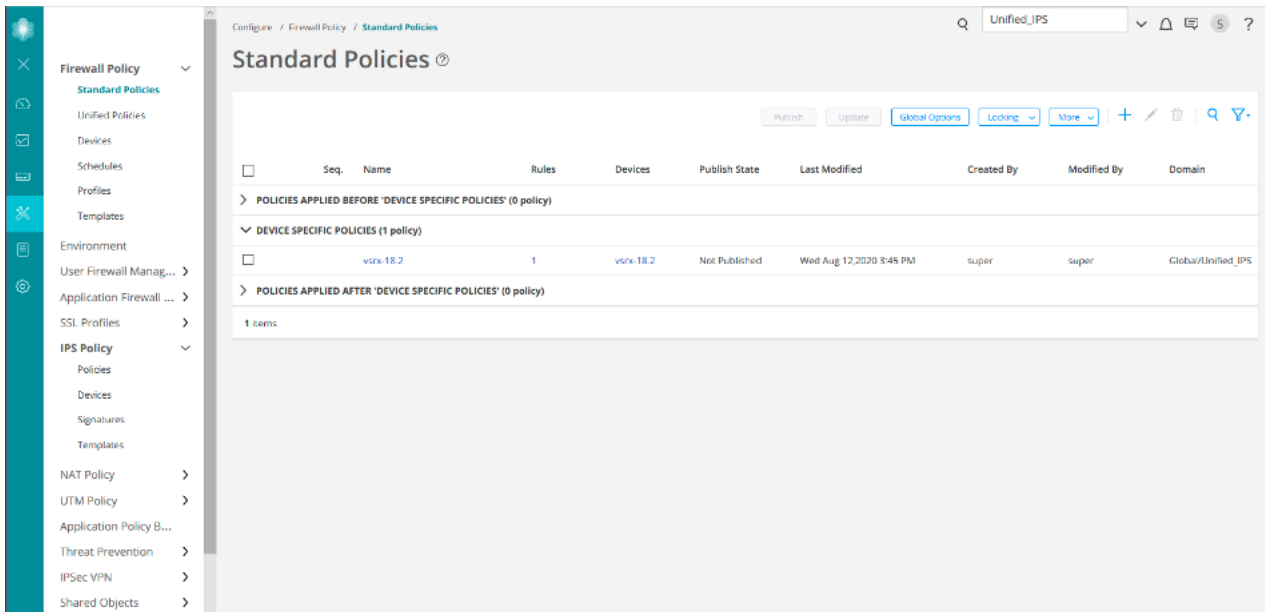 Configure / Firewall Policy / Standard Policies
Unified_IPS
S ?
Standard Policies ?
Firewall Policy
Standard Policies
Unified Policies
Devices
Schedules
Profiles
Templates
Environment
User Firewall Manag...
Application Firewall ...
SSL Profiles
IPS Policy
Policies
Devices
Signatures
Templates
NAT Policy
UTM Policy
Application Policy B...
Threat Prevention
IPSec VPN
Shared Objects
Publish Update Global Options Locking More
Seq. Name Rules Devices Publish State Last Modified Created By Modified By Domain
POLICIES APPLIED BEFORE 'DEVICE SPECIFIC POLICIES' (0 policy)
DEVICE SPECIFIC POLICIES (1 policy)
vsrx-18.2 1 vsrx-18.2 Not Published Wed Aug 12,2020 3:45 PM super super Global/Unified_IPS
POLICIES APPLIED AFTER 'DEVICE SPECIFIC POLICIES' (0 policy)
1 items